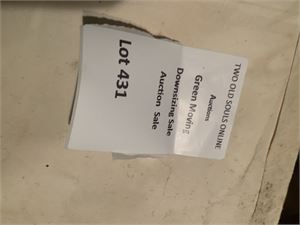 TWO OLD SOULS ONLINE
Auctions
Green Moving
Downsizing Sale
Auction Sale
Lot 431